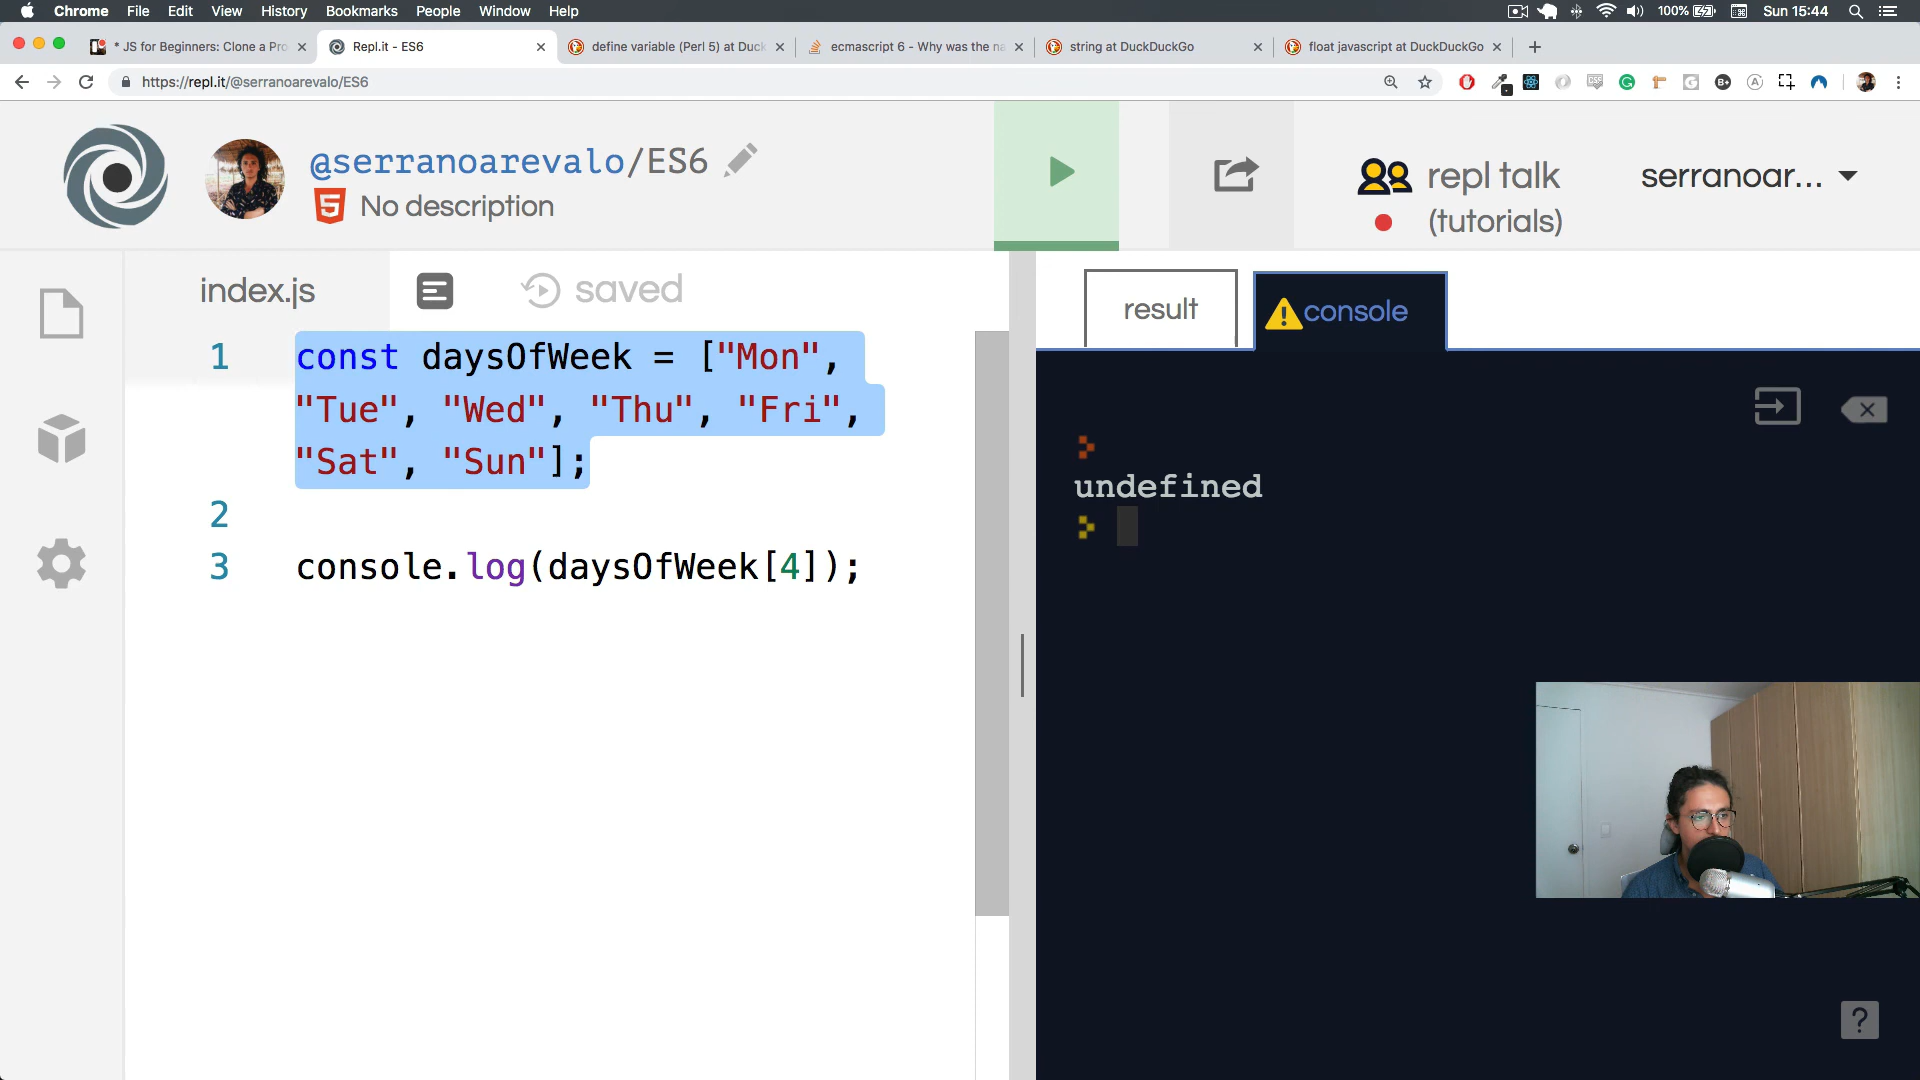 Chrome File Edit View History Bookmarks People Window Help 100% Sun 15:44
* JS for Beginners: Clone a Pro
Repl.it - ES6
define variable (Perl 5) at Duck
ecmascript 6 - Why was the na
string at DuckDuckGo
float javascript at DuckDuckGo
https://repl.it/@serranoarevalo/ES6
@serranoarevalo/ES6
No description
repl talk
(tutorials)
serranoar...
index.js
saved
result
console
1 const daysOfWeek = ["Mon",
"Tue", "Wed", "Thu", "Fri",
"Sat", "Sun"];
2
3 console.log(daysOfWeek[4]);
undefined
?